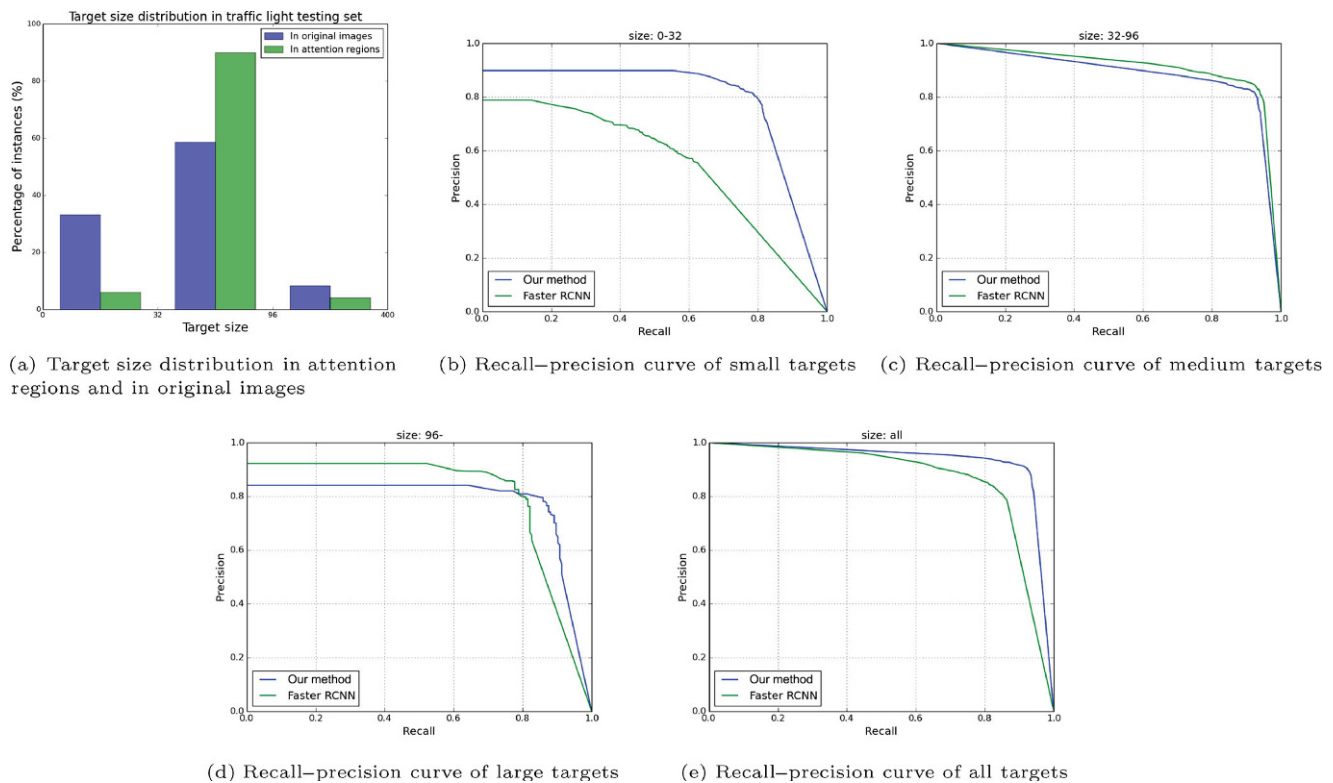 Target size distribution in traffic light testing set
Percentage of instances (%)
100
80
60
40
20
0
In original images
In attention regions
0 32 96 400
Target size
(a) Target size distribution in attention
regions and in original images
size: 0-32
Precision
1.0
0.8
0.6
0.4
0.2
0.0
Our method
Faster RCNN
0.0 0.2 0.4 0.6 0.8 1.0
Recall
(b) Recall–precision curve of small targets
size: 32-96
Precision
1.0
0.8
0.6
0.4
0.2
0.0
Our method
Faster RCNN
0.0 0.2 0.4 0.6 0.8 1.0
Recall
(c) Recall–precision curve of medium targets
size: 96-
Precision
1.0
0.8
0.6
0.4
0.2
0.0
Our method
Faster RCNN
0.0 0.2 0.4 0.6 0.8 1.0
Recall
(d) Recall–precision curve of large targets
size: all
Precision
1.0
0.8
0.6
0.4
0.2
0.0
Our method
Faster RCNN
0.0 0.2 0.4 0.6 0.8 1.0
Recall
(e) Recall–precision curve of all targets